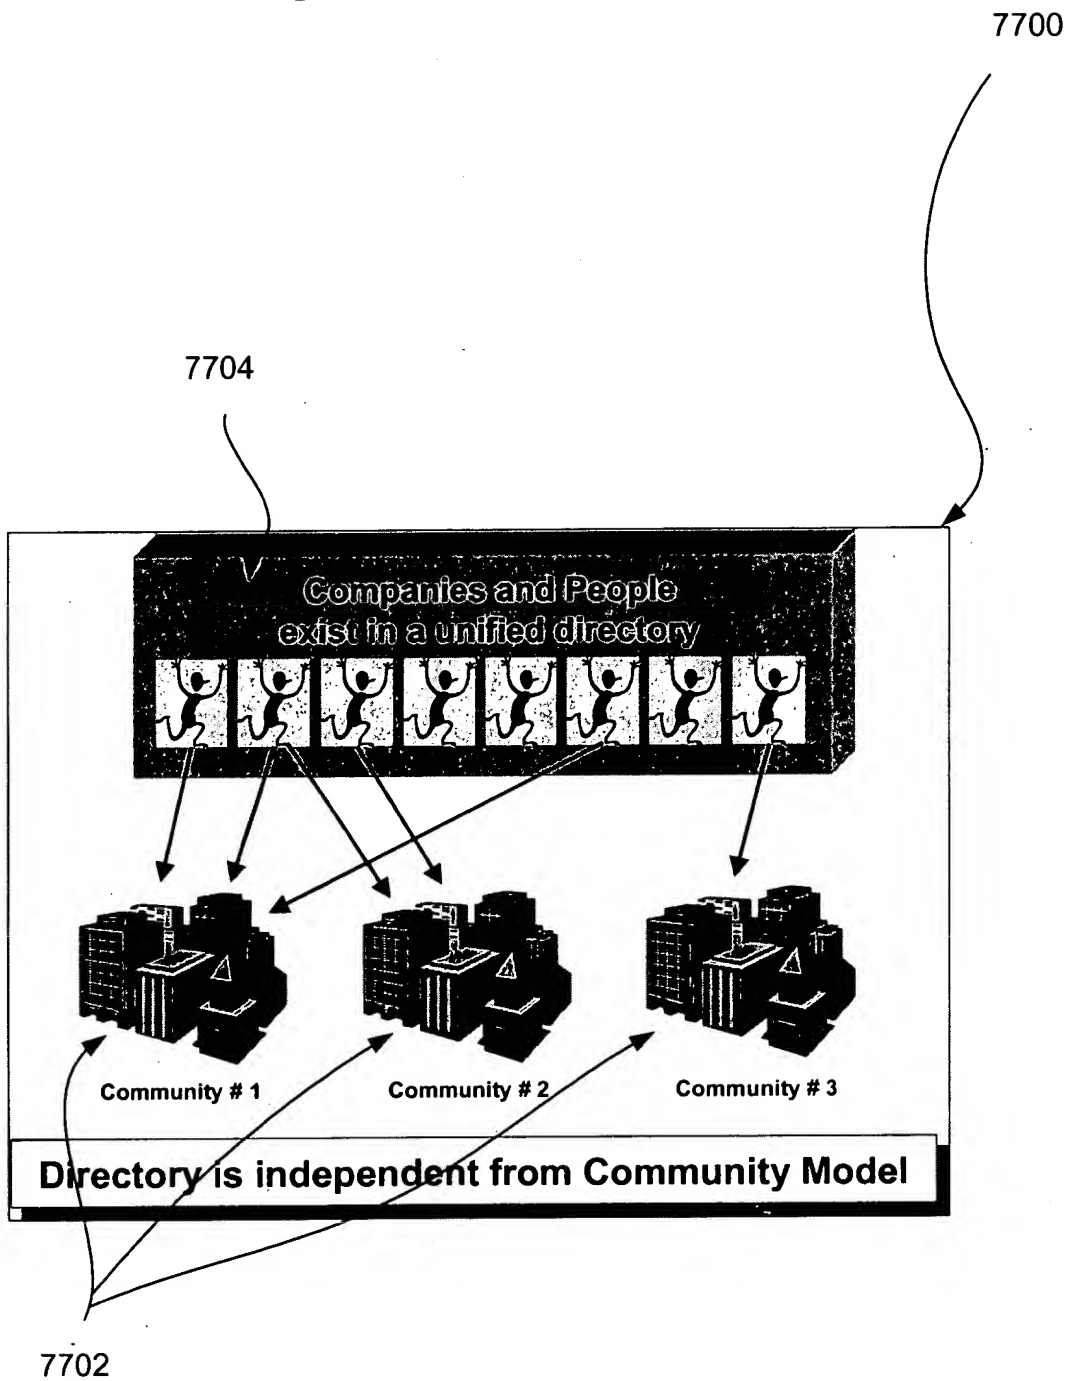 7700
7704
Companies and People
exist in a unified directory
Community # 1
Community # 2
Community # 3
Directory is independent from Community Model
7702